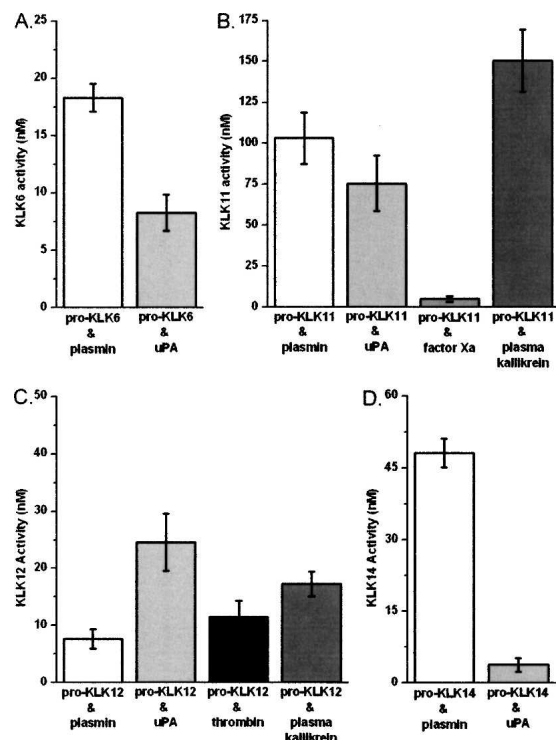 A.
25
20
15
10
5
0
KLK6 activity (nM)
pro-KLK6 pro-KLK6
& &
plasmin uPA
B.
175
150
125
100
75
50
25
0
KLK11 activity (nM)
pro-KLK11 pro-KLK11 pro-KLK11 pro-KLK11
& & & &
plasmin uPA factor Xa plasma
kallikrein
C.
50
40
30
20
10
0
KLK12 Activity (nM)
pro-KLK12 pro-KLK12 pro-KLK12 pro-KLK12
& & & &
plasmin uPA thrombin plasma
kallikrein
D.
60
48
45
30
15
0
KLK14 Activity (nM)
pro-KLK14 pro-KLK14
& &
plasmin uPA